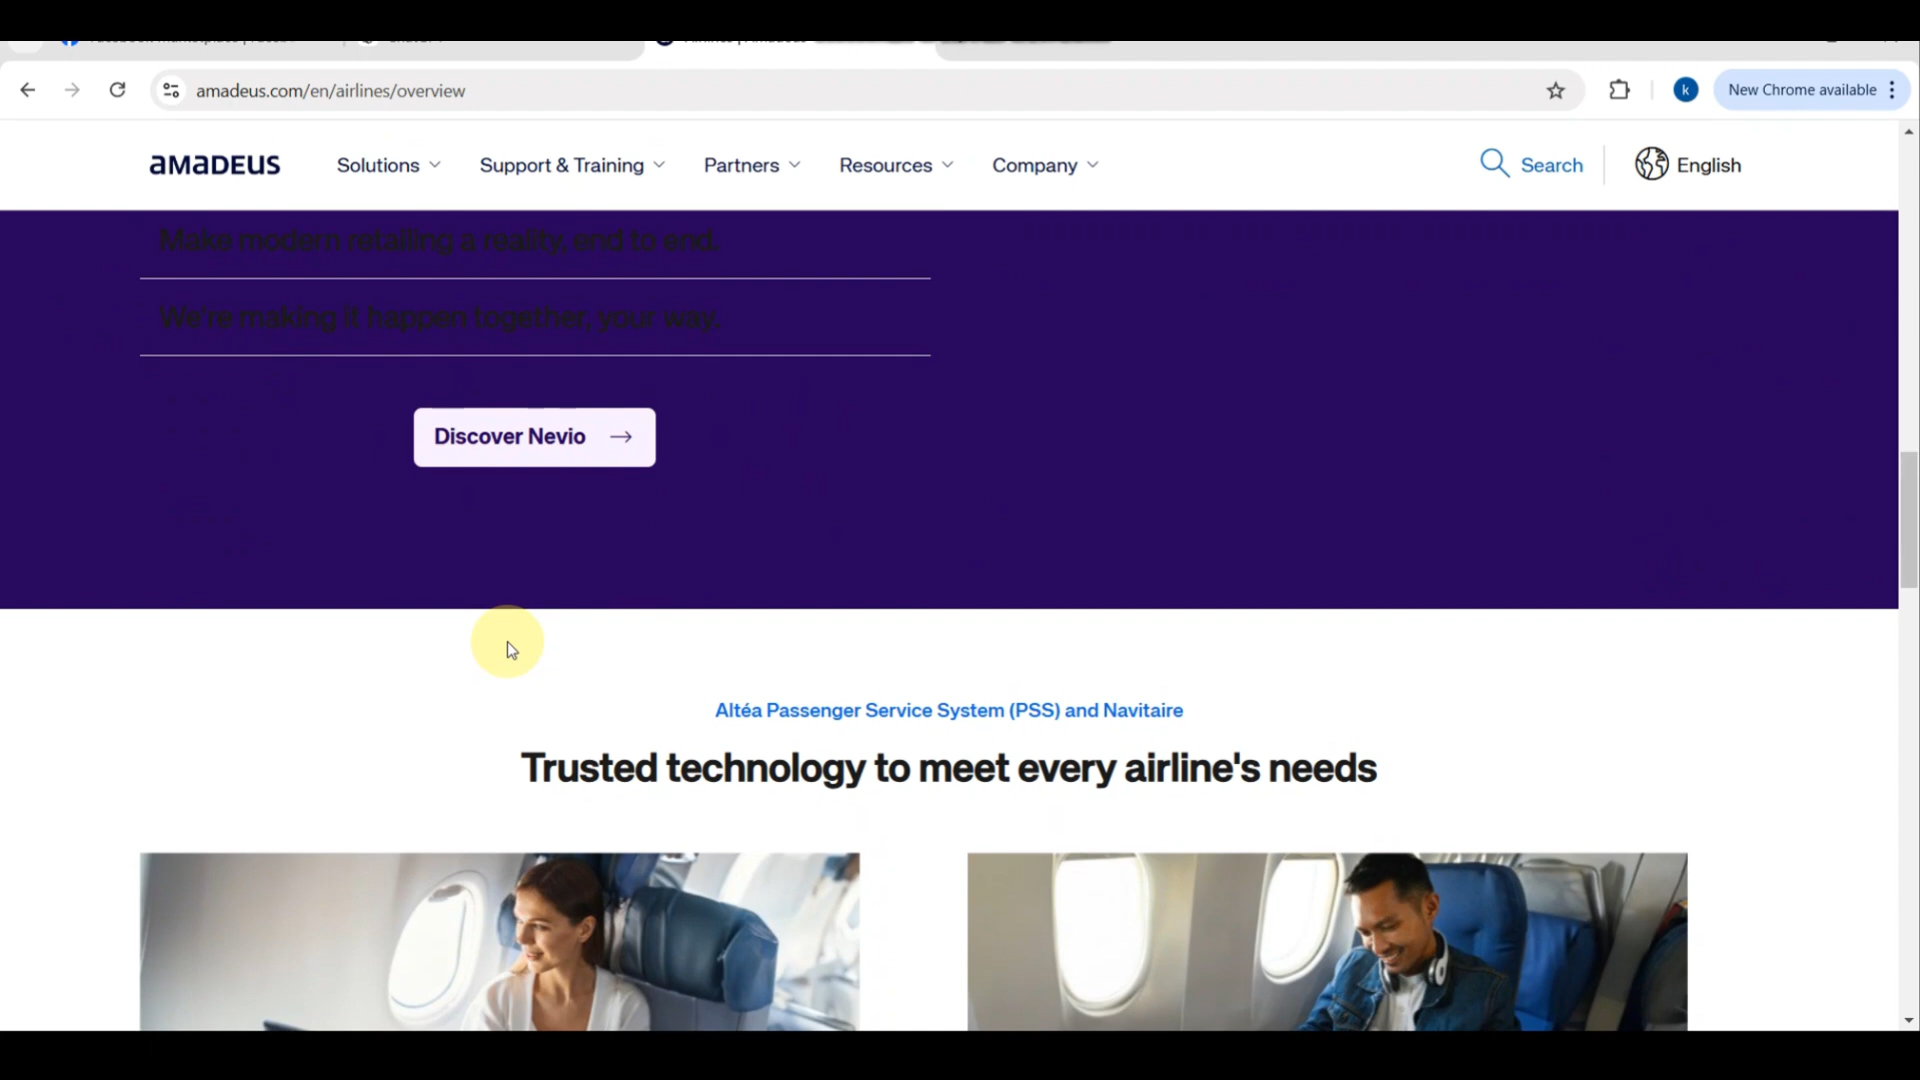 amadeus.com/en/airlines/overview
k
New Chrome available
aMaDEUS
Solutions
Support & Training
Partners
Resources
Company
Search
English
Make modern retailing a reality, end to end.
We're making it happen together, your way.
Discover Nevio
Altéa Passenger Service System (PSS) and Navitaire
Trusted technology to meet every airline's needs